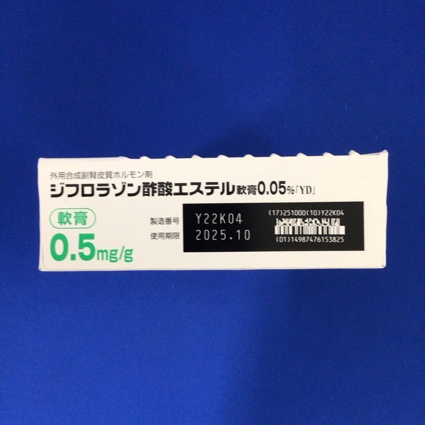 外用合成副腎皮質ホルモン剤
ジフロラゾン酢酸エステル軟膏0.05%「YD」
軟膏
0.5mg/g
製造番号 Y22K04
使用期限 2025.10
(17)251000(10)Y22K04
(01)14987476153825